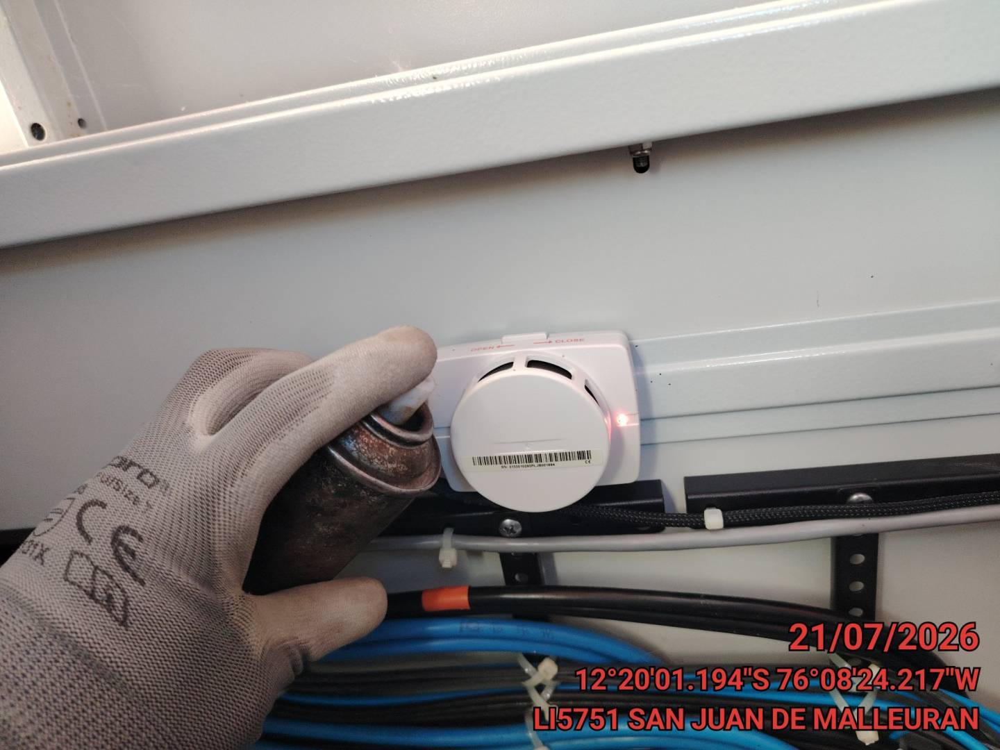 OPEN ← → CLOSE
CE
21/07/2026
12°20'01.194"S 76°08'24.217"W
LI5751 SAN JUAN DE MALLEURAN